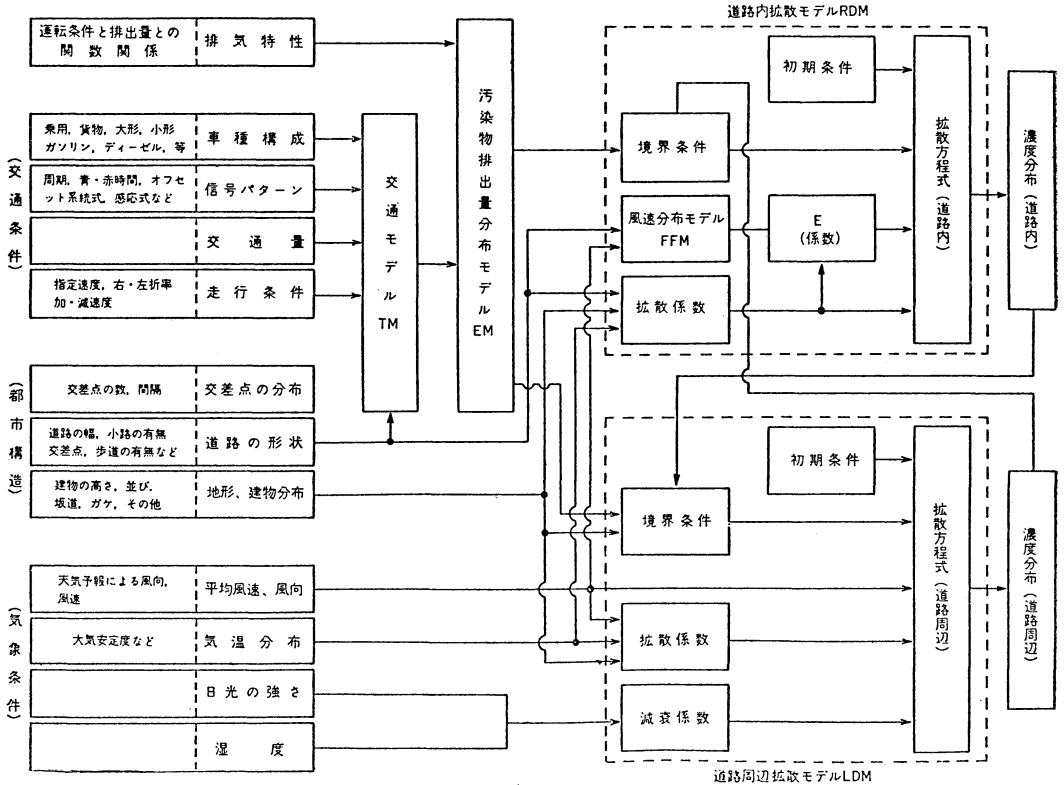 運転条件と排出量との
関数関係
排気特性
(交通条件)
乗用, 貨物, 大形, 小形
ガソリン, ディーゼル, 等
車種構成
周期, 青・赤時間, オフセ
ット系統式, 感応式など
信号パターン
交通量
指定速度, 右・左折率
加・減速度
走行条件
(都市構造)
交差点の数, 間隔
交差点の分布
道路の幅, 小路の有無
交差点, 歩道の有無など
道路の形状
建物の高さ, 並び.
坂道, ガケ, その他
地形、建物分布
(気象条件)
天気予報による風向,
風速
平均風速、風向
大気安定度など
気温分布
日光の強さ
湿度
交通モデルTM
汚染物排出量分布モデルEM
道路内拡散モデルRDM
初期条件
境界条件
風速分布モデル
FFM
E
(係数)
拡散係数
拡散方程式(道路内)
濃度分布(道路内)
初期条件
境界条件
拡散係数
減衰係数
拡散方程式(道路周辺)
濃度分布(道路周辺)
道路周辺拡散モデルLDM